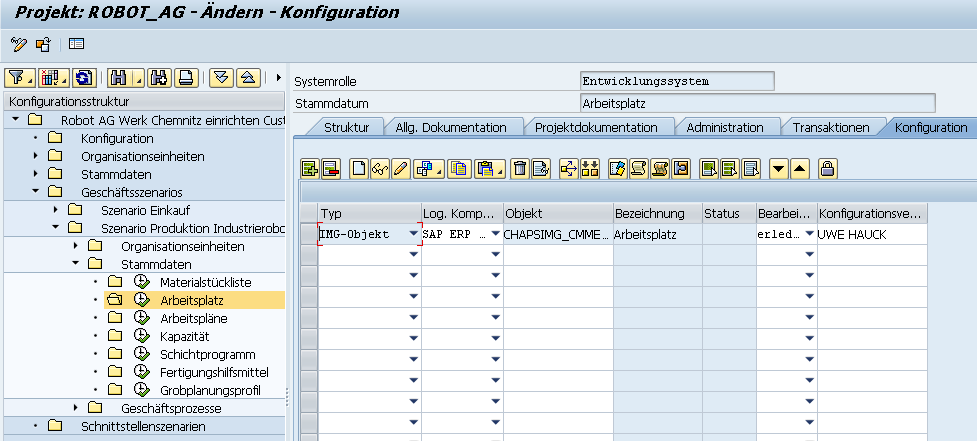 Projekt: ROBOT_AG - Ändern - Konfiguration
Systemrolle
Entwicklungssystem
Stammdatum
Arbeitsplatz
Konfigurationsstruktur
Robot AG Werk Chemnitz einrichten Cust
Konfiguration
Organisationseinheiten
Stammdaten
Geschäftsszenarios
Szenario Einkauf
Szenario Produktion Industrierobo
Organisationseinheiten
Stammdaten
Materialstückliste
Arbeitsplatz
Arbeitspläne
Kapazität
Schichtprogramm
Fertigungshilfsmittel
Grobplanungsprofil
Geschäftsprozesse
Schnittstellenszenarien
Struktur Allg. Dokumentation Projektdokumentation Administration Transaktionen Konfiguration
Typ Log. Komp... Objekt Bezeichnung Status Bearbei... Konfigurationsve...
IMG-Objekt SAP ERP ... CHAPSIMG_CMME... Arbeitsplatz erled... UWE HAUCK